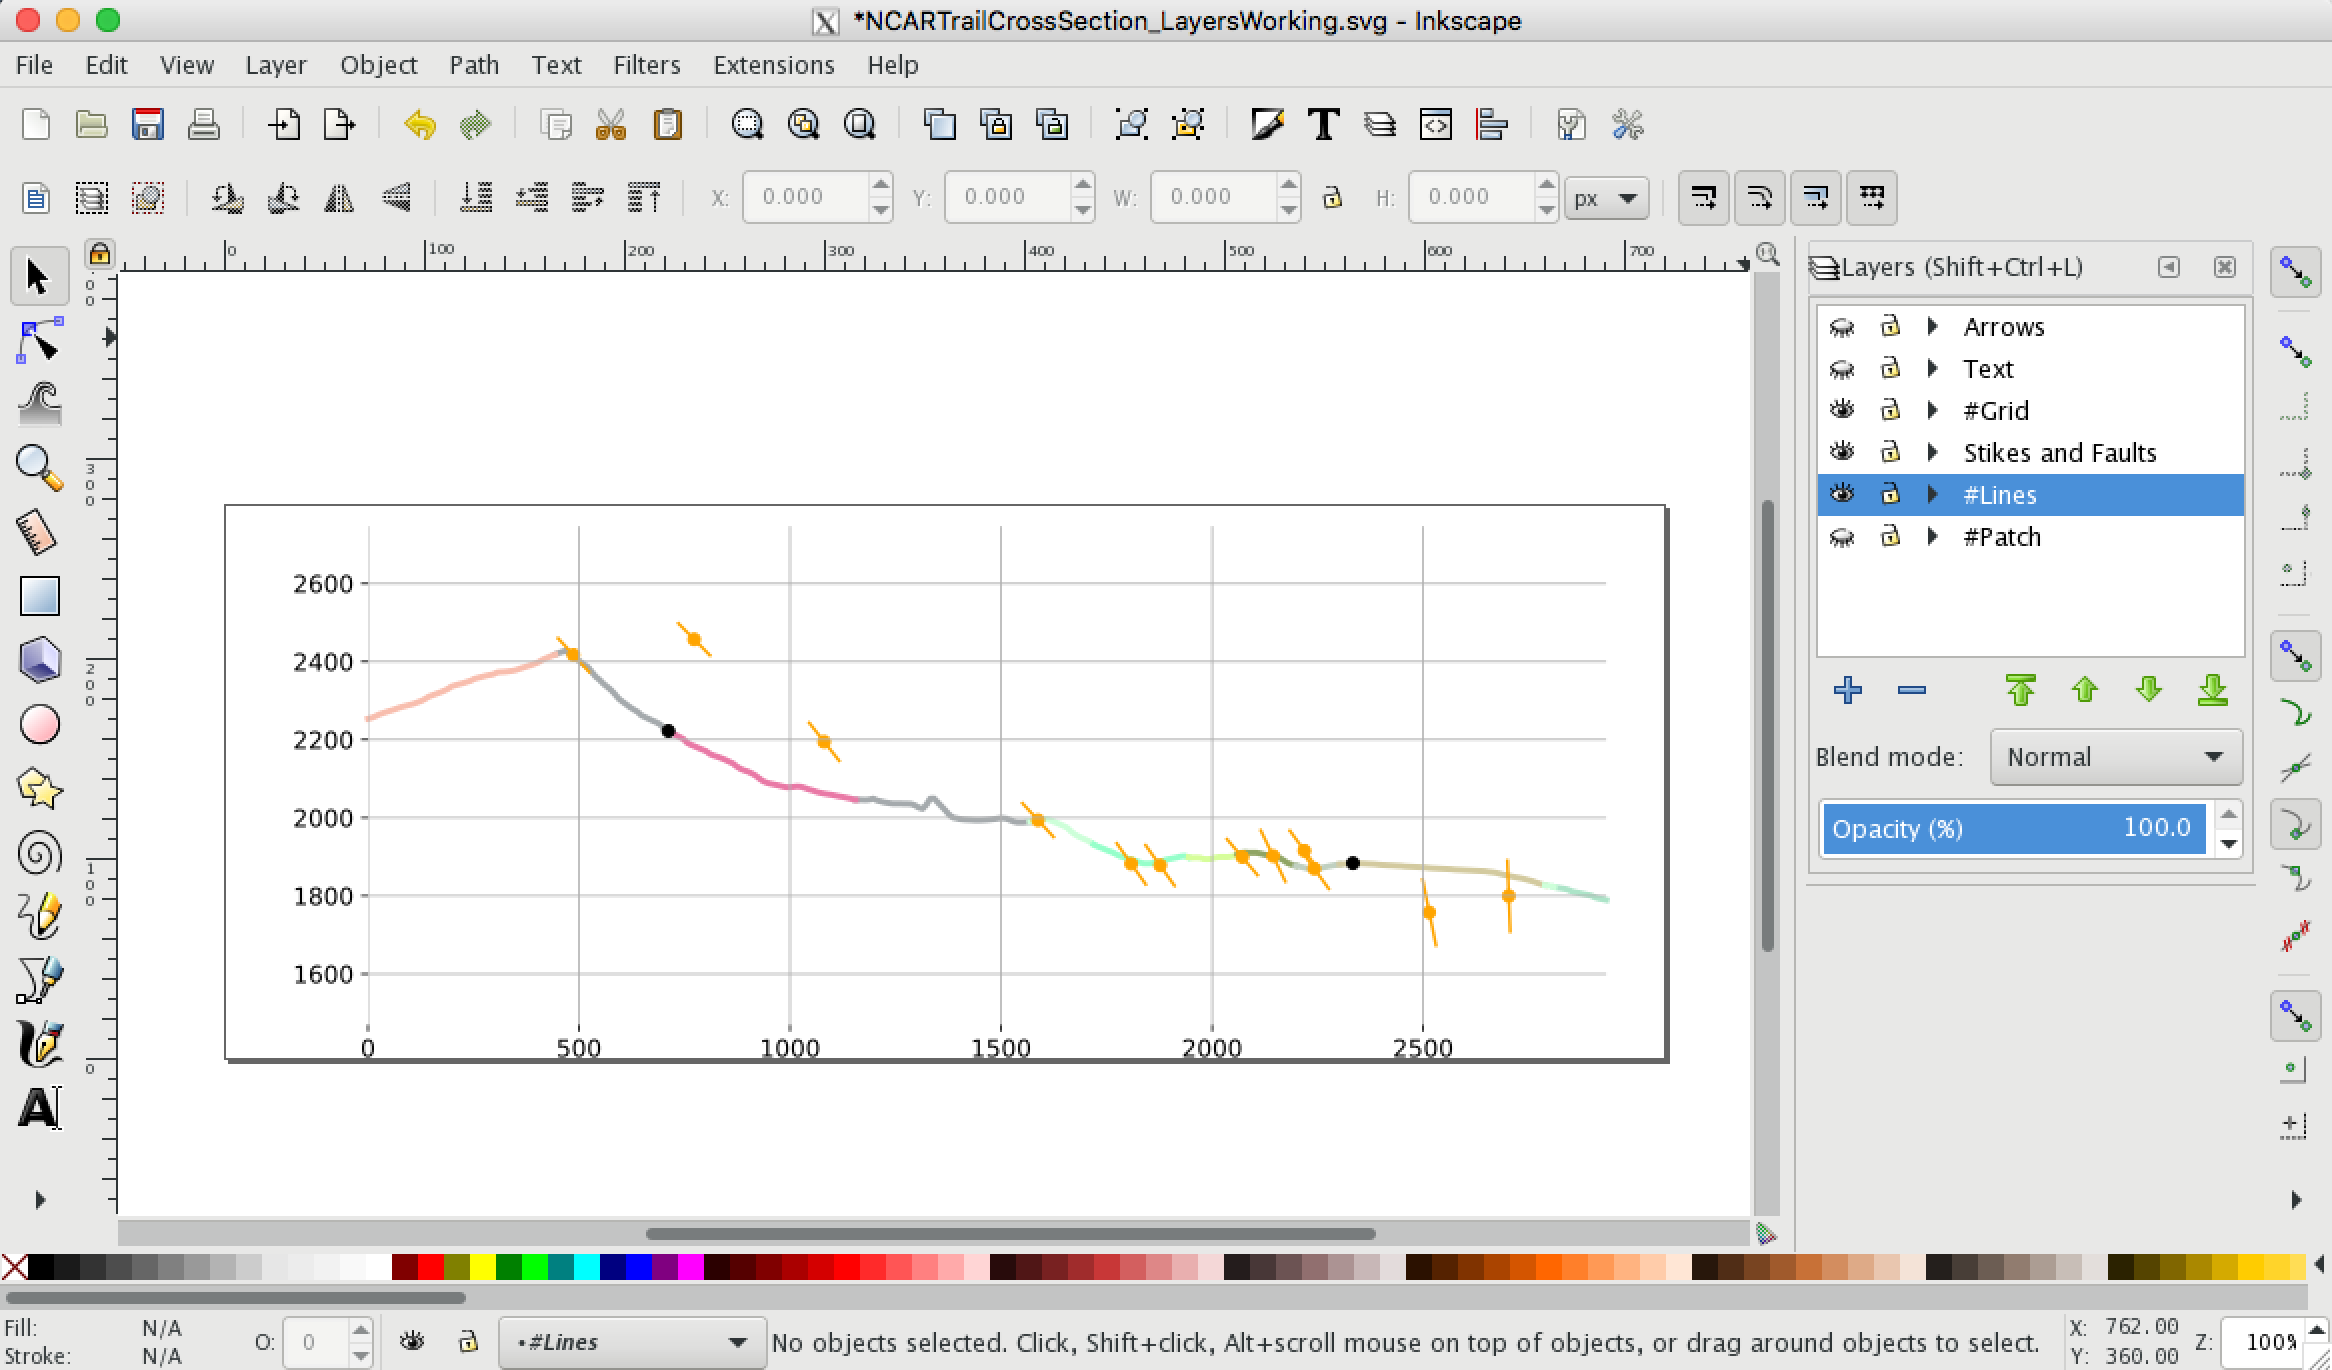 *NCARTrailCrossSection_LayersWorking.svg - Inkscape
File Edit View Layer Object Path Text Filters Extensions Help
X: 0.000 Y: 0.000 W: 0.000 H: 0.000 px
0 100 200 300 400 500 600 700
Layers (Shift+Ctrl+L)
Arrows
Text
#Grid
Stikes and Faults
#Lines
#Patch
Blend mode: Normal
Opacity (%) 100.0
300
200
100
0
2600
2400
2200
2000
1800
1600
0 500 1000 1500 2000 2500
Fill: N/A
Stroke: N/A
O: 0
•#Lines
No objects selected. Click, Shift+click, Alt+scroll mouse on top of objects, or drag around objects to select.
X: 762.00
Y: 360.00
Z: 100%